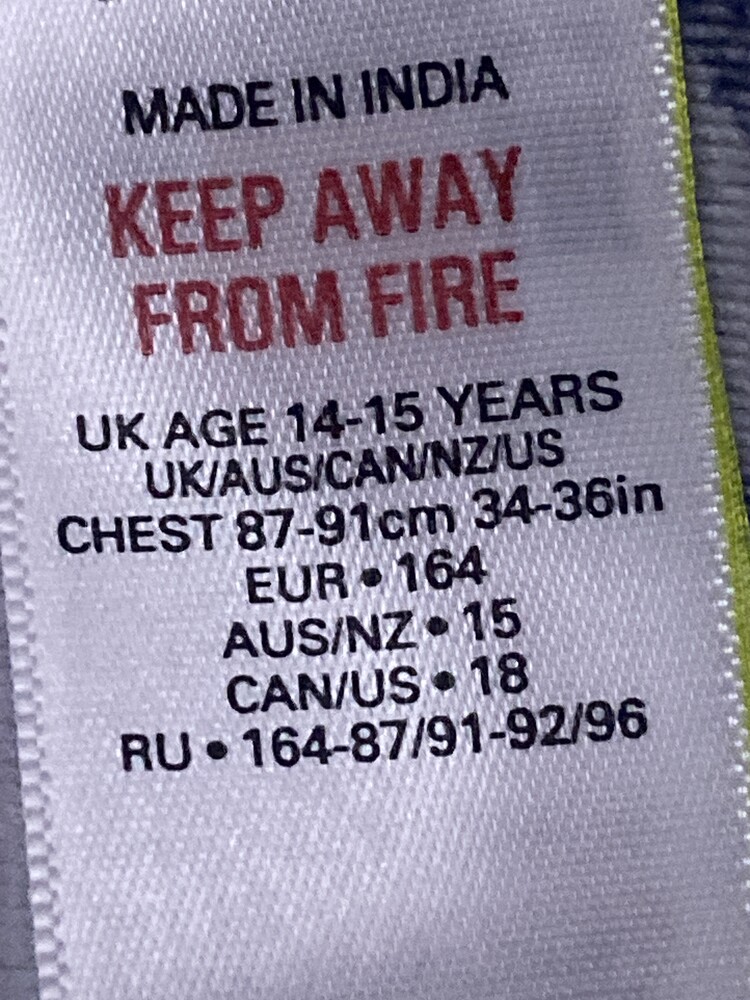 MADE IN INDIA
KEEP AWAY
FROM FIRE
UK AGE 14-15 YEARS
UK/AUS/CAN/NZ/US
CHEST 87-91cm 34-36in
EUR • 164
AUS/NZ • 15
CAN/US • 18
RU • 164-87/91-92/96